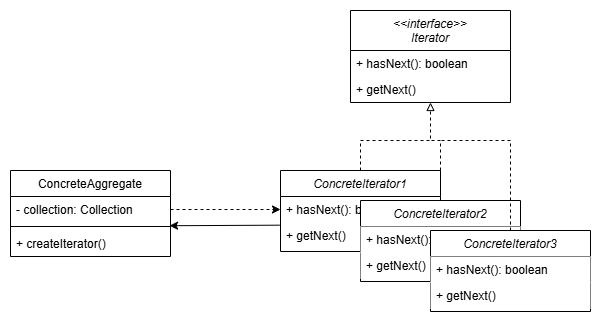 <<interface>>
Iterator
+ hasNext(): boolean
+ getNext()
ConcreteAggregate
- collection: Collection
+ createIterator()
ConcreteIterator1
+ hasNext(): b
+ getNext()
ConcreteIterator2
+ hasNext():
+ getNext()
ConcreteIterator3
+ hasNext(): boolean
+ getNext()